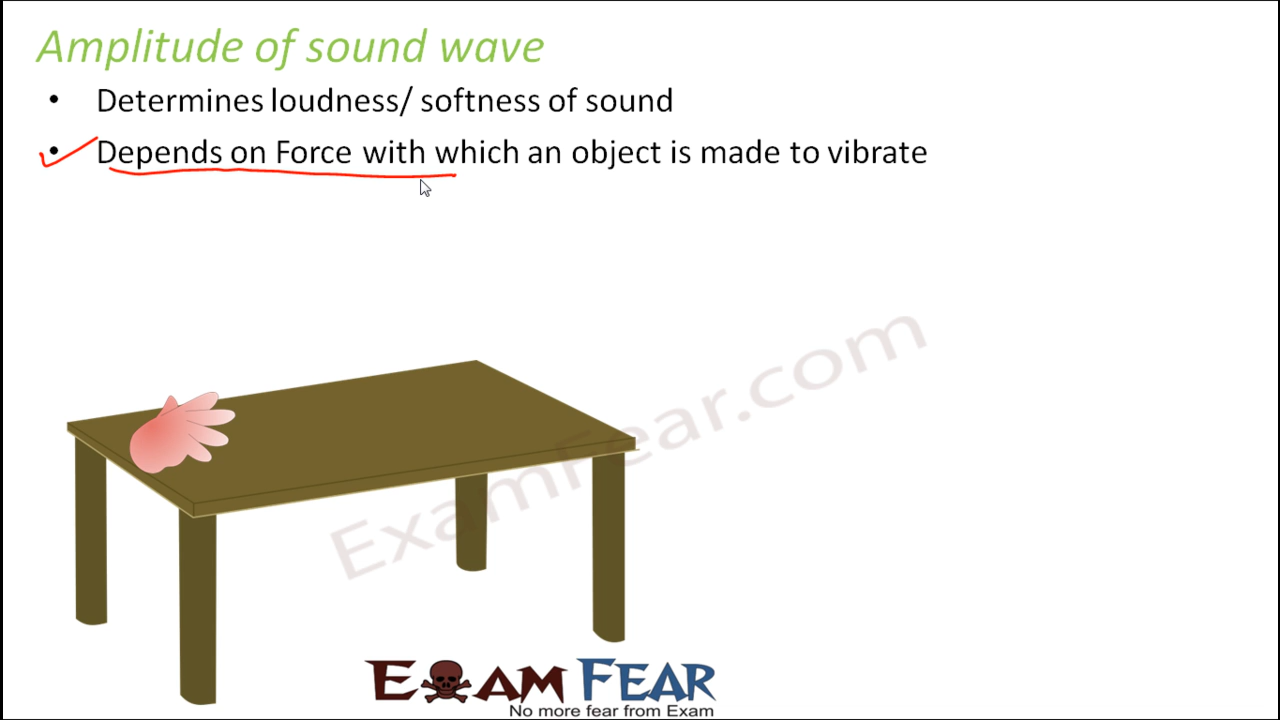 Amplitude of sound wave
• Determines loudness/ softness of sound
• Depends on Force with which an object is made to vibrate
ExamFear.com
EXAM FEAR
No more fear from Exam